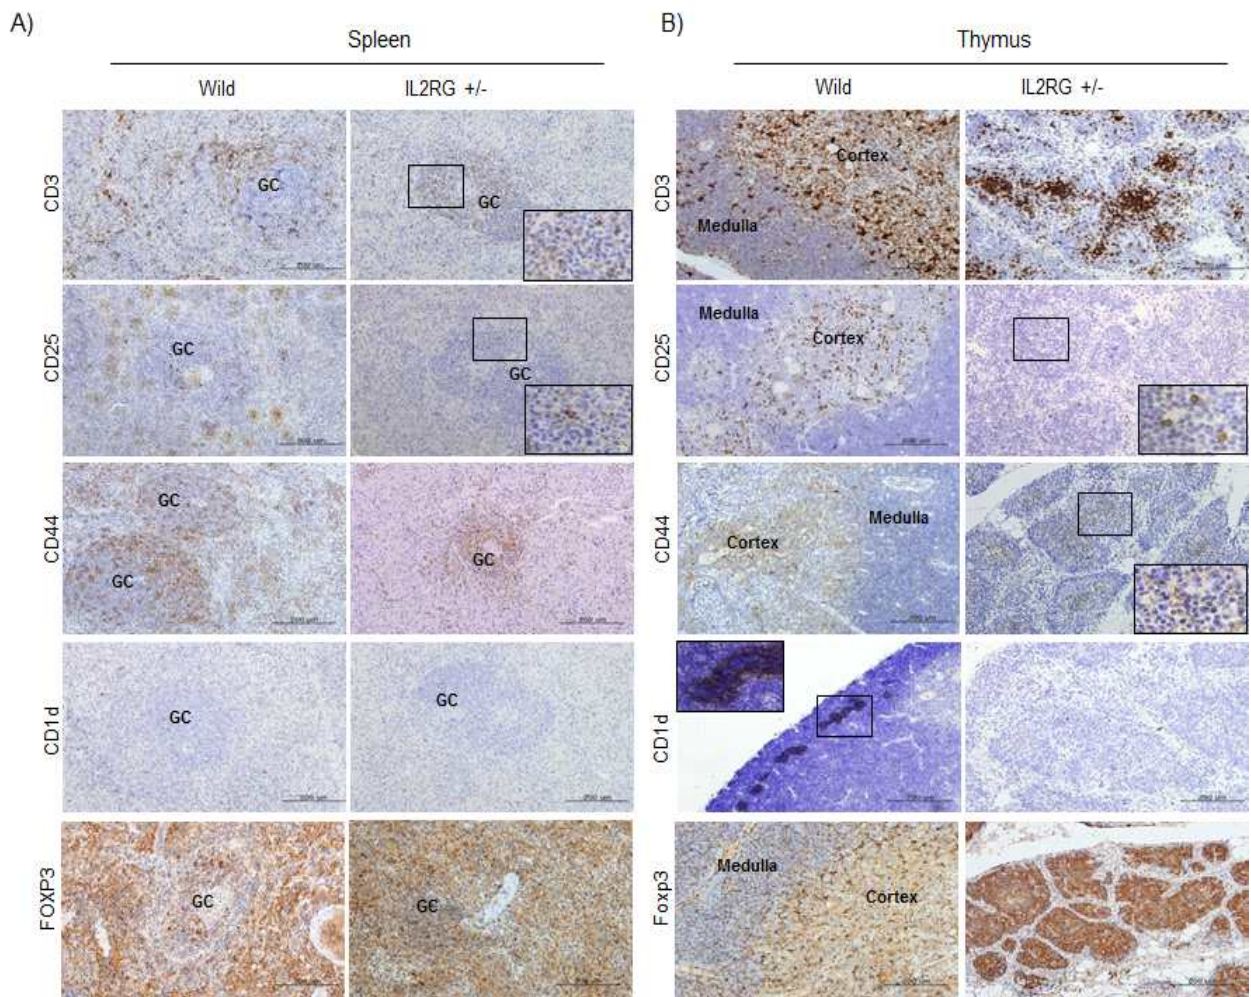 A)
B)
Spleen
Thymus
Wild
IL2RG +/-
Wild
IL2RG +/-
CD3
GC
GC
CD3
Cortex
Medulla
CD25
GC
GC
CD25
Medulla
Cortex
CD44
GC
GC
GC
CD44
Cortex
Medulla
CD1d
GC
GC
CD1d
FOXP3
GC
GC
Foxp3
Medulla
Cortex